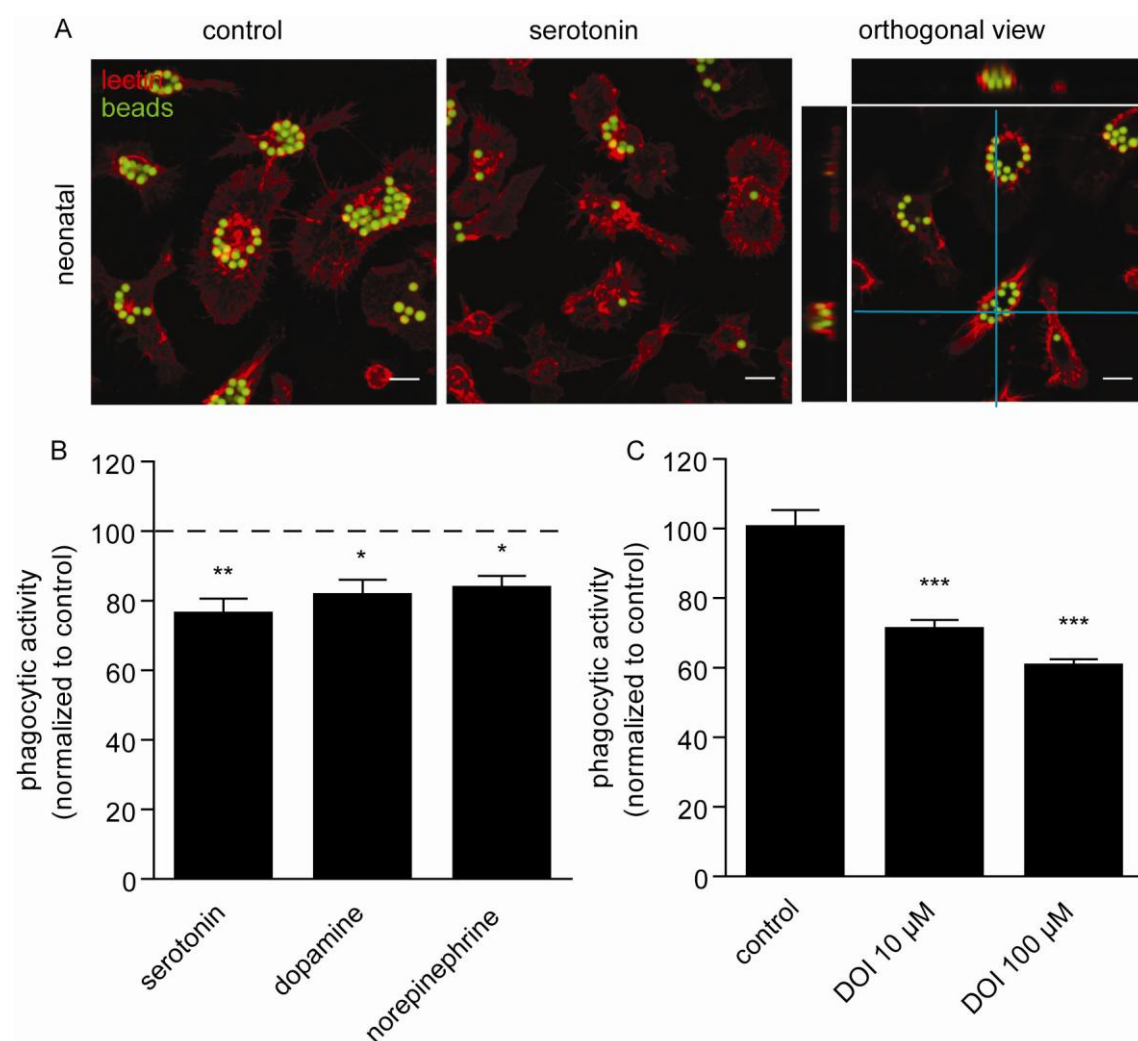 A
control
serotonin
orthogonal view
lectin
beads
neonatal
B
phagocytic activity
(normalized to control)
120
100
80
60
40
20
0
**
*
*
serotonin
dopamine
norepinephrine
C
phagocytic activity
(normalized to control)
120
100
80
60
40
20
0
***
***
control
DOI 10 µM
DOI 100 µM